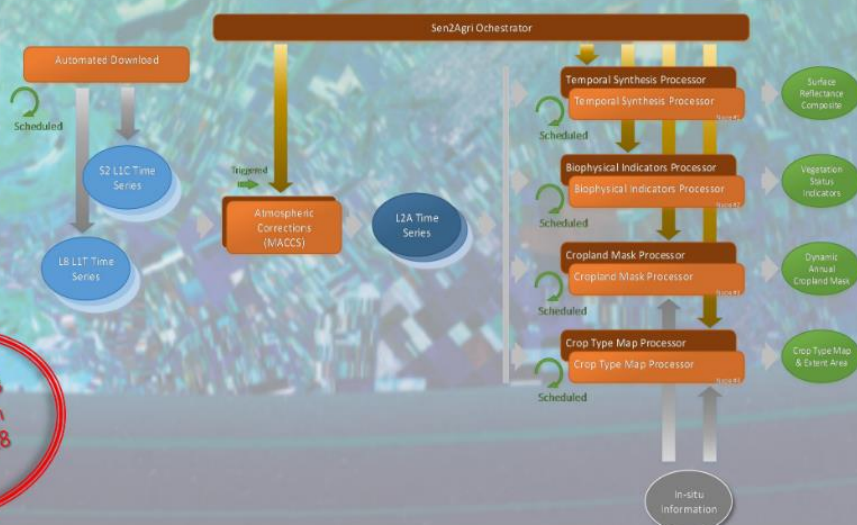 Sen2Agri Ochestrator
Automated Download
Scheduled
S2 L1C Time
Series
L8 L1T Time
Series
Triggered
Atmospheric
Corrections
(MACCS)
L2A Time
Series
Temporal Synthesis Processor
Temporal Synthesis Processor
Scheduled
Surface
Reflectance
Composite
Biophysical Indicators Processor
Biophysical Indicators Processor
Scheduled
Vegetation
Status
Indicators
Cropland Mask Processor
Cropland Mask Processor
Scheduled
Dynamic
Annual
Cropland Mask
Crop Type Map Processor
Crop Type Map Processor
Scheduled
Crop Type Map
& Extent Area
In-situ
Information
8